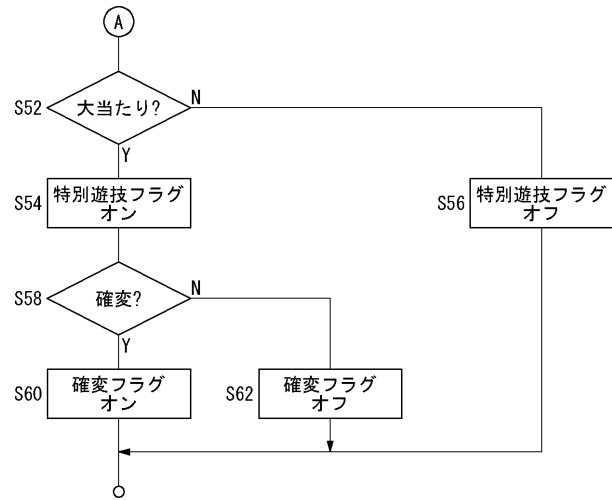 A
S52
大当たり?
N
Y
S54
特別遊技フラグ
オン
S56
特別遊技フラグ
オフ
S58
確変?
N
Y
S60
確変フラグ
オン
S62
確変フラグ
オフ